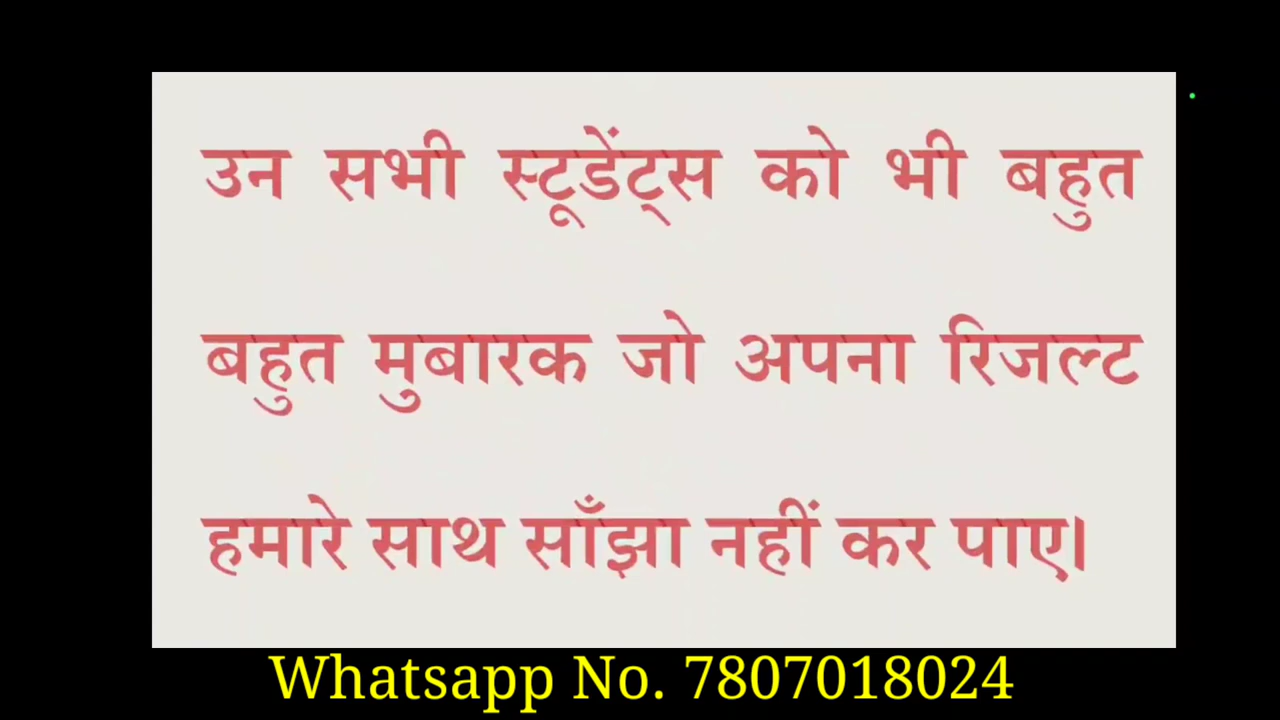 उन सभी स्टूडेंट्स को भी बहुत
बहुत मुबारक जो अपना रिजल्ट
हमारे साथ साँझा नहीं कर पाए।
Whatsapp No. 7807018024